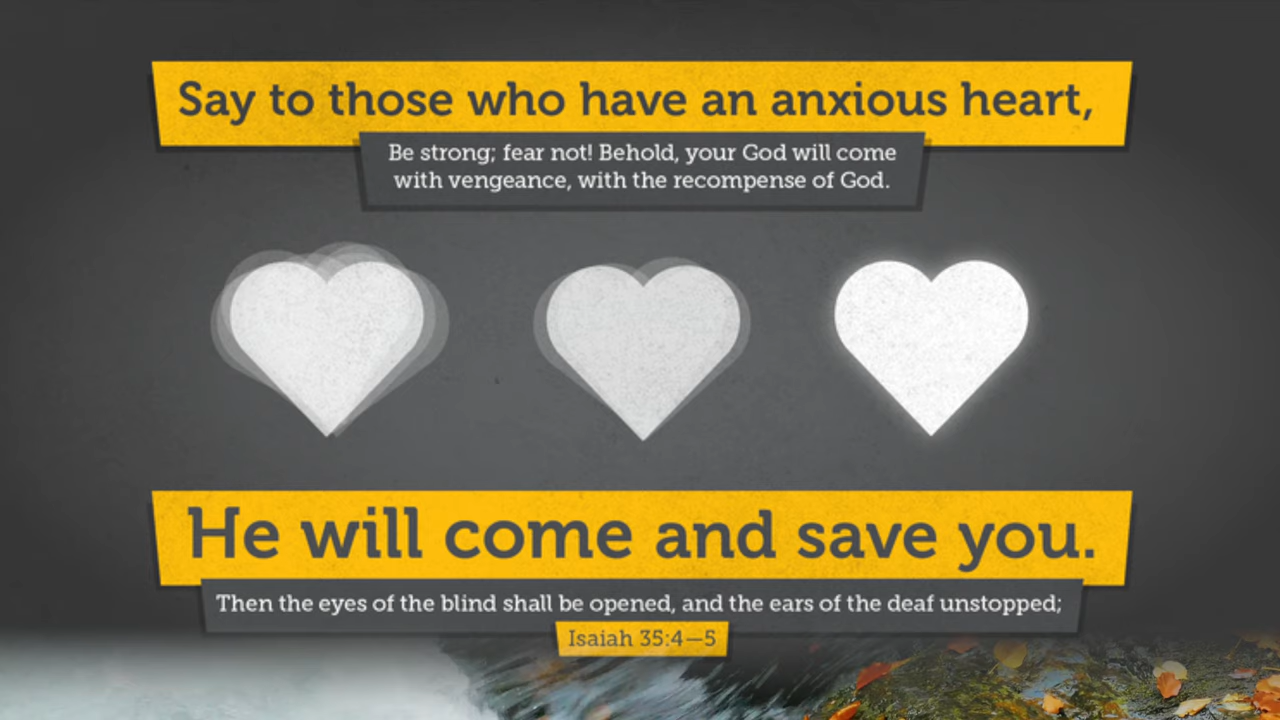 Say to those who have an anxious heart,
Be strong; fear not! Behold, your God will come
with vengeance, with the recompense of God.
He will come and save you.
Then the eyes of the blind shall be opened, and the ears of the deaf unstopped;
Isaiah 35:4—5